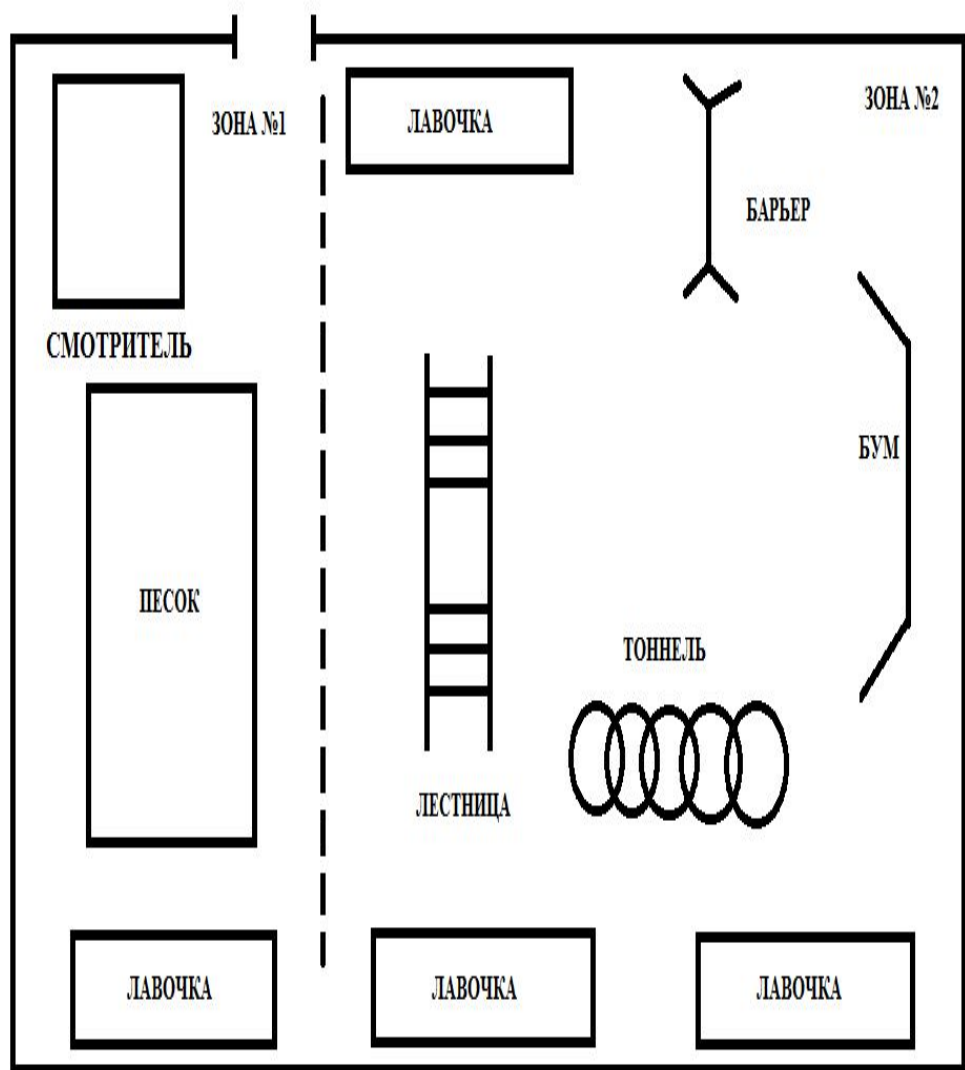 ЗОНА №1
ЛАВОЧКА
ЗОНА №2
БАРЬЕР
СМОТРИТЕЛЬ
БУМ
ПЕСОК
ТОННЕЛЬ
ЛЕСТНИЦА
ЛАВОЧКА
ЛАВОЧКА
ЛАВОЧКА